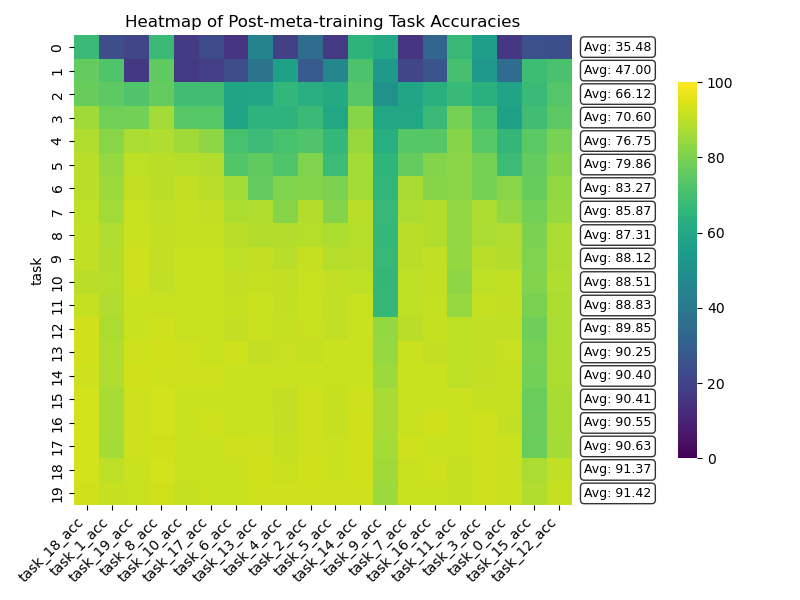 Heatmap of Post-meta-training Task Accuracies
task
0 Avg: 35.48
1 Avg: 47.00
2 Avg: 66.12
3 Avg: 70.60
4 Avg: 76.75
5 Avg: 79.86
6 Avg: 83.27
7 Avg: 85.87
8 Avg: 87.31
9 Avg: 88.12
10 Avg: 88.51
11 Avg: 88.83
12 Avg: 89.85
13 Avg: 90.25
14 Avg: 90.40
15 Avg: 90.41
16 Avg: 90.55
17 Avg: 90.63
18 Avg: 91.37
19 Avg: 91.42
100
80
60
40
20
0
task_18_acc
task_1_acc
task_19_acc
task_8_acc
task_10_acc
task_17_acc
task_6_acc
task_13_acc
task_4_acc
task_2_acc
task_5_acc
task_14_acc
task_9_acc
task_7_acc
task_16_acc
task_11_acc
task_3_acc
task_0_acc
task_15_acc
task_12_acc